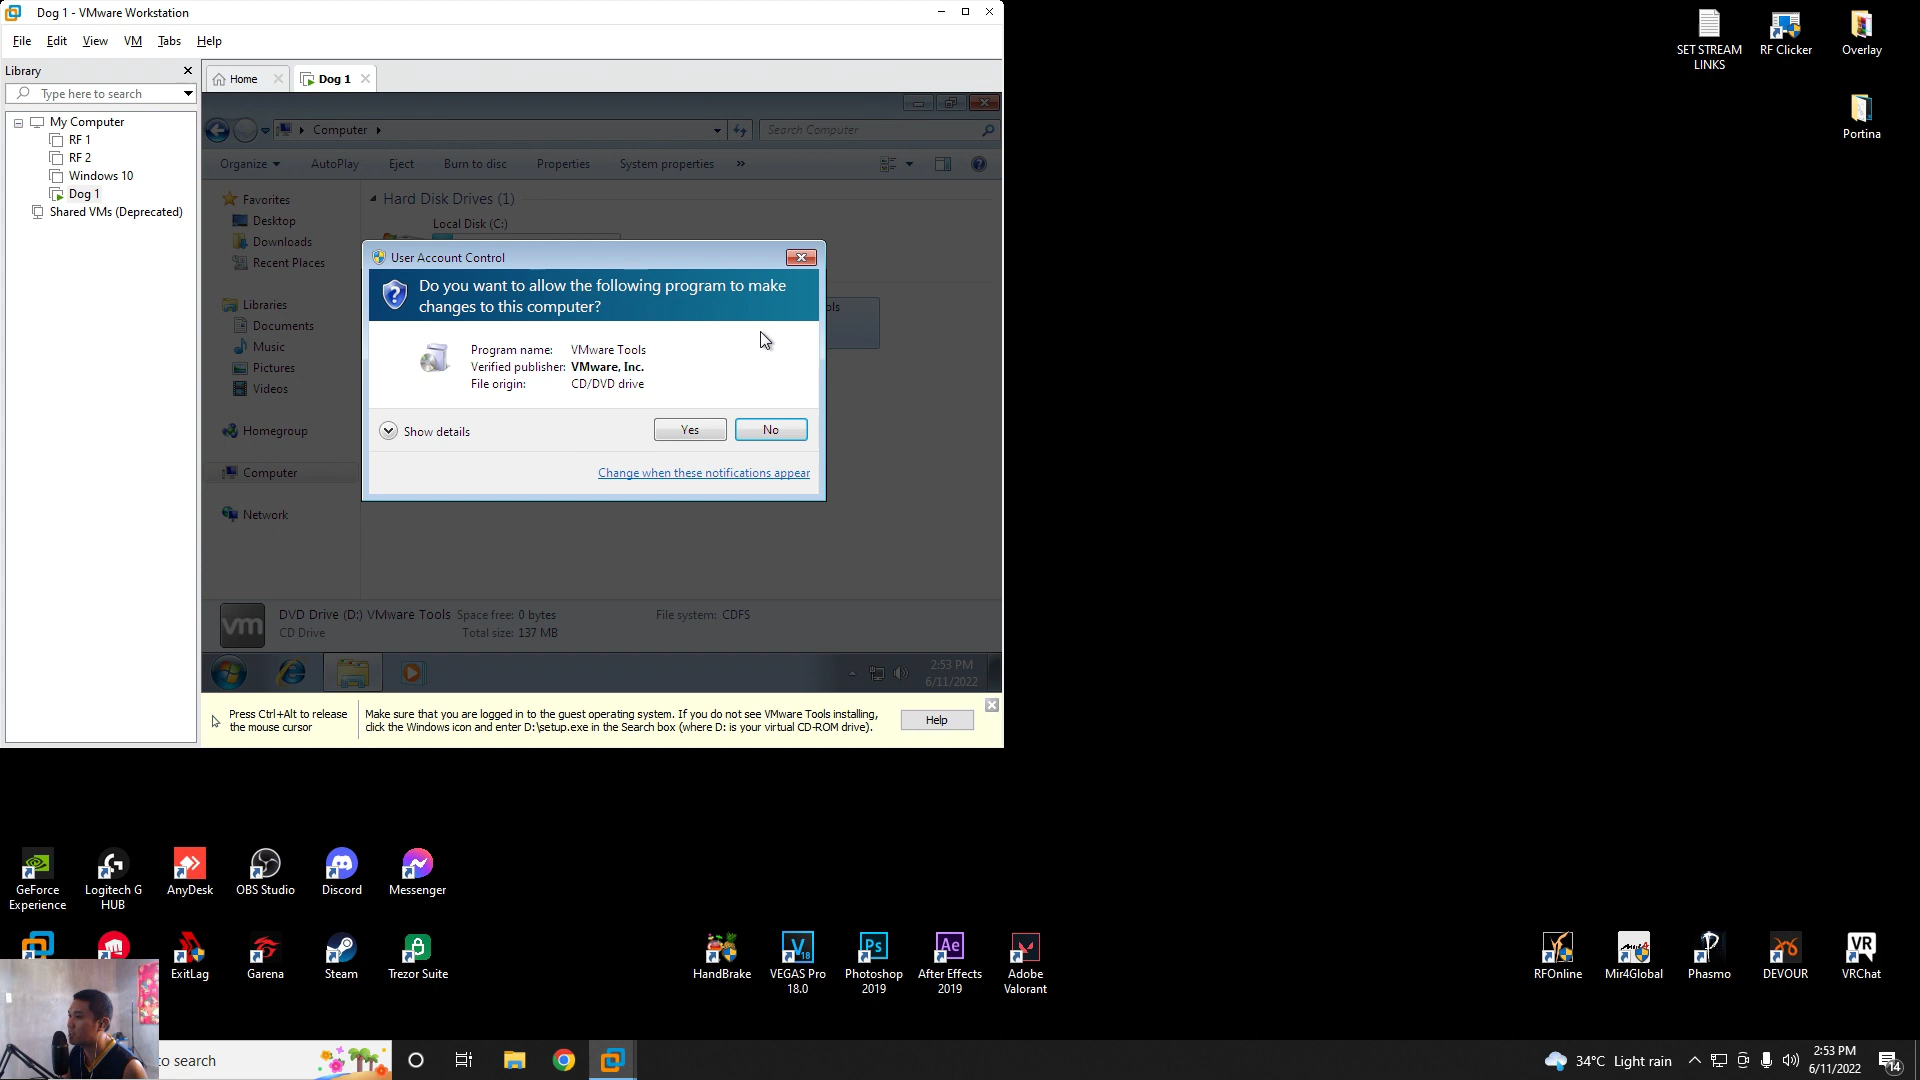 Dog 1 - VMware Workstation
File Edit View VM Tabs Help
Library
Type here to search
My Computer
RF 1
RF 2
Windows 10
Dog 1
Shared VMs (Deprecated)
Home
Dog 1
Computer
Search Computer
Organize AutoPlay Eject Burn to disc Properties System properties »
Favorites
Desktop
Downloads
Recent Places
Libraries
Documents
Music
Pictures
Videos
Homegroup
Computer
Network
Hard Disk Drives (1)
Local Disk (C:)
User Account Control
Do you want to allow the following program to make
changes to this computer?
Program name: VMware Tools
Verified publisher: VMware, Inc.
File origin: CD/DVD drive
Show details
Yes
No
Change when these notifications appear
vm
DVD Drive (D:) VMware Tools Space free: 0 bytes File system: CDFS
CD Drive Total size: 137 MB
2:53 PM
6/11/2022
Press Ctrl+Alt to release
the mouse cursor
Make sure that you are logged in to the guest operating system. If you do not see VMware Tools installing,
click the Windows icon and enter D:\setup.exe in the Search box (where D: is your virtual CD-ROM drive).
Help
SET STREAM
LINKS
RF Clicker
Overlay
Portina
GeForce
Experience
Logitech G
HUB
AnyDesk
OBS Studio
Discord
Messenger
ExitLag
Garena
Steam
Trezor Suite
HandBrake
VEGAS Pro
18.0
Photoshop
2019
After Effects
2019
Adobe
Valorant
RFOnline
Mir4Global
Phasmo
DEVOUR
VRChat
to search
34°C Light rain
2:53 PM
6/11/2022
14